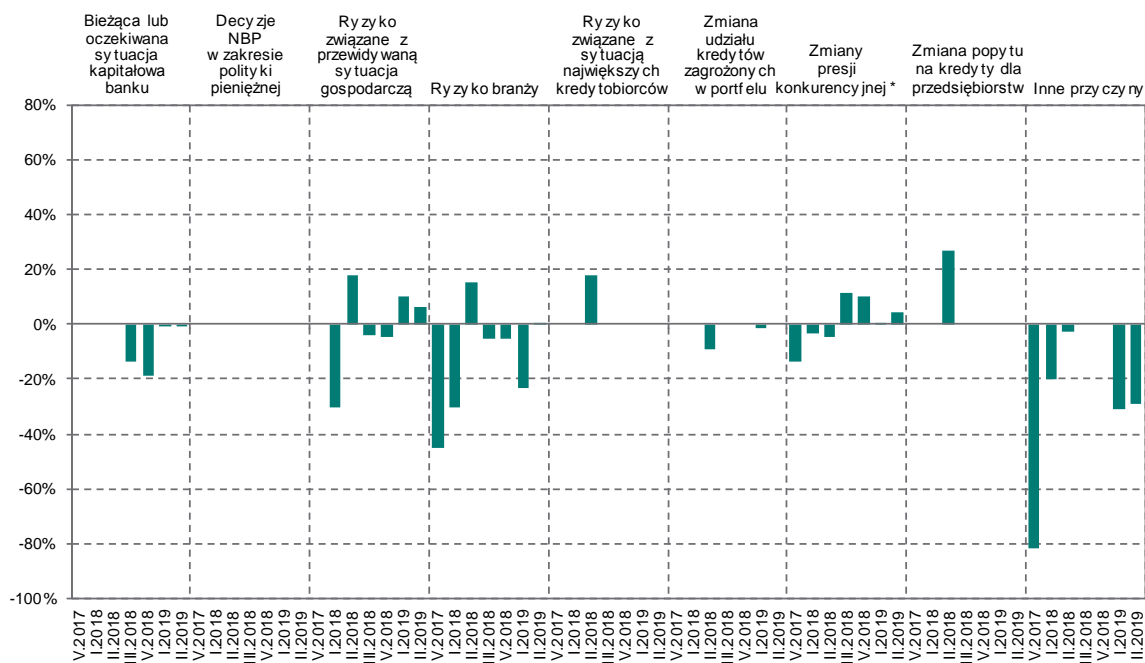 Bieżąca lub
oczekiwana
sytuacja
kapitałowa
banku
Decyzje
NBP
w zakresie
polityki
pieniężnej
Ryzyko
związane z
przewidywaną
sytuacja
gospodarczą
Ryzyko branży
Ryzyko
związane z
sytuacją
największych
kredytobiorców
Zmiana
udziału
kredytów
zagrożonych
w portfelu
Zmiany
presji
konkurencyjnej *
Zmiana popytu
na kredyty dla
przedsiębiorstw
Inne przyczyny
80%
60%
40%
20%
0%
-20%
-40%
-60%
-80%
-100%
V.2017
I.2018
II.2018
III.2018
V.2018
I.2019
II.2019
V.2017
I.2018
II.2018
III.2018
V.2018
I.2019
II.2019
V.2017
I.2018
II.2018
III.2018
V.2018
I.2019
II.2019
V.2017
I.2018
II.2018
III.2018
V.2018
I.2019
II.2019
V.2017
I.2018
II.2018
III.2018
V.2018
I.2019
II.2019
V.2017
I.2018
II.2018
III.2018
V.2018
I.2019
II.2019
V.2017
I.2018
II.2018
III.2018
V.2018
I.2019
II.2019
V.2017
I.2018
II.2018
III.2018
V.2018
I.2019
II.2019
V.2017
I.2018
II.2018
III.2018
V.2018
I.2019
II.2019